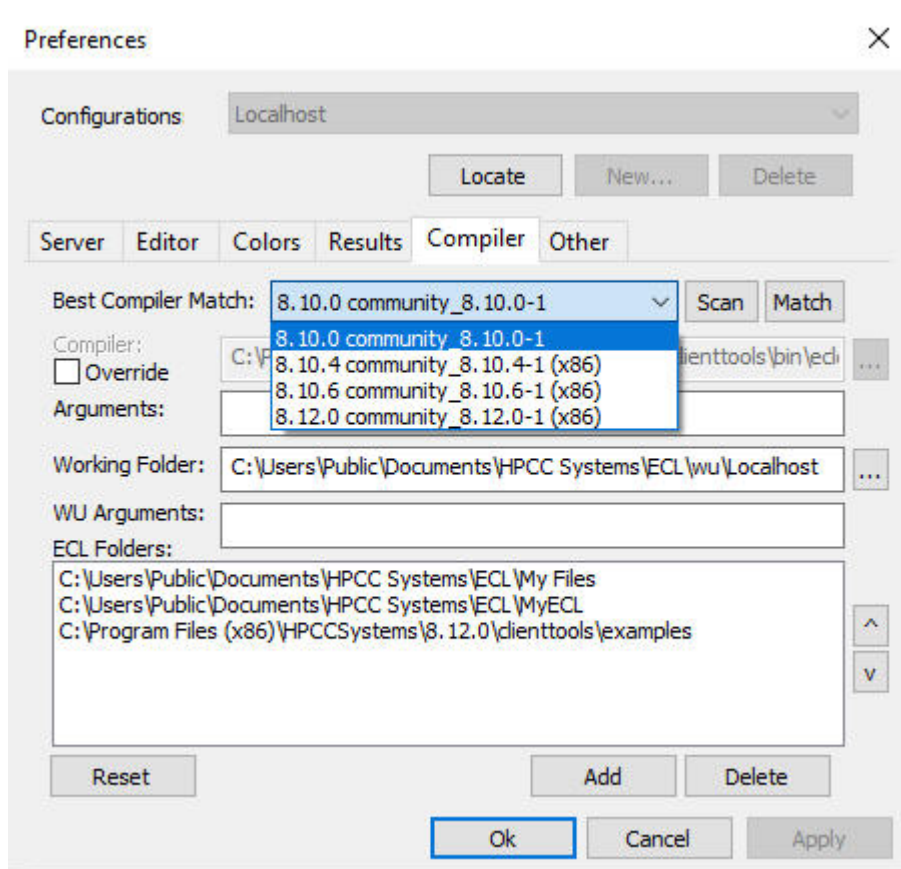 Preferences
Configurations Localhost
Locate New... Delete
Server Editor Colors Results Compiler Other
Best Compiler Match: 8.10.0 community_8.10.0-1 Scan Match
8.10.0 community_8.10.0-1
Compiler:
8.10.4 community_8.10.4-1 (x86)
Override
8.10.6 community_8.10.6-1 (x86)
Arguments:
8.12.0 community_8.12.0-1 (x86)
Working Folder: C:\Users\Public\Documents\HPCC Systems\ECL\wu\Localhost ...
WU Arguments:
ECL Folders:
C:\Users\Public\Documents\HPCC Systems\ECL\My Files
C:\Users\Public\Documents\HPCC Systems\ECL\MyECL
C:\Program Files (x86)\HPCCSystems\8.12.0\clienttools\examples
Reset Add Delete
Ok Cancel Apply